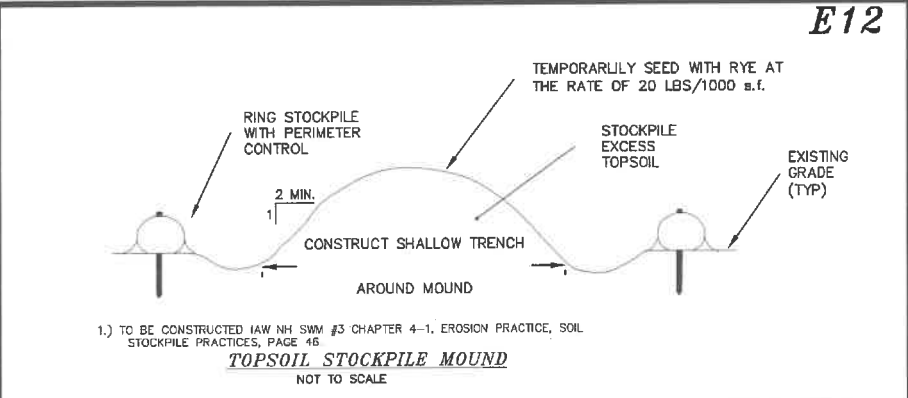 E12
TEMPORARLILY SEED WITH RYE AT
THE RATE OF 20 LBS/1000 s.f.
RING STOCKPILE
WITH PERIMETER
CONTROL
STOCKPILE
EXCESS
TOPSOIL
EXISTING
GRADE
(TYP)
2 MIN.
1
CONSTRUCT SHALLOW TRENCH
AROUND MOUND
1.) TO BE CONSTRUCTED IAW NH SWM #3 CHAPTER 4-1, EROSION PRACTICE, SOIL
STOCKPILE PRACTICES, PAGE 46.
TOPSOIL STOCKPILE MOUND
NOT TO SCALE